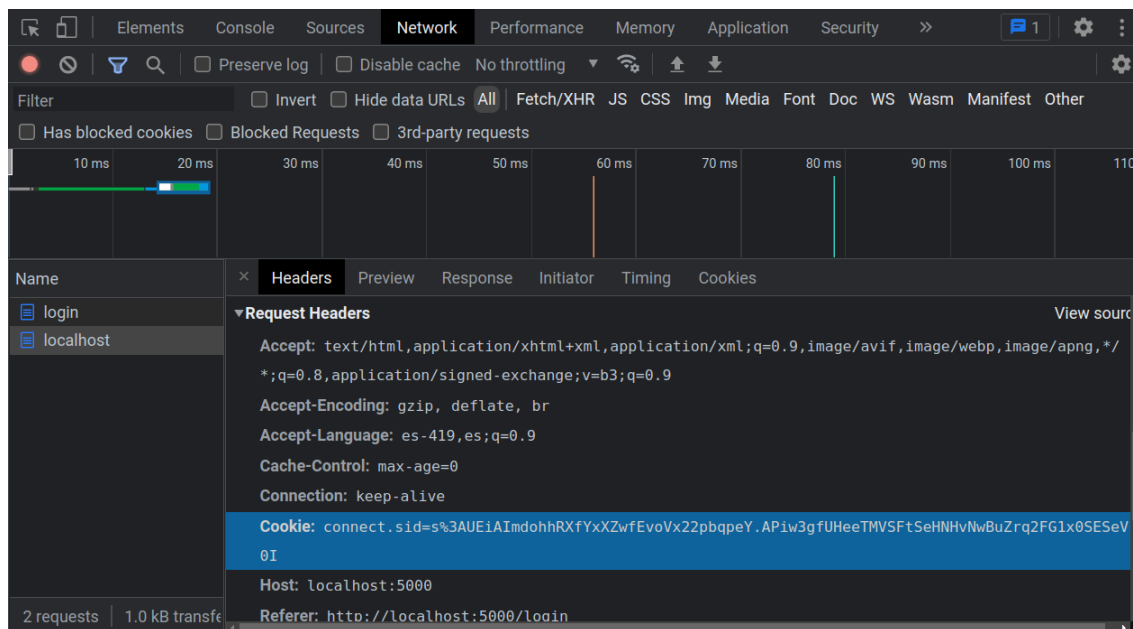 Elements Console Sources Network Performance Memory Application Security » 1
Preserve log Disable cache No throttling
Filter Invert Hide data URLs All Fetch/XHR JS CSS Img Media Font Doc WS Wasm Manifest Other
Has blocked cookies Blocked Requests 3rd-party requests
10 ms 20 ms 30 ms 40 ms 50 ms 60 ms 70 ms 80 ms 90 ms 100 ms 110
Name
login
localhost
2 requests 1.0 kB transfe
× Headers Preview Response Initiator Timing Cookies
▼Request Headers View sourc
Accept: text/html,application/xhtml+xml,application/xml;q=0.9,image/avif,image/webp,image/apng,*/
*;q=0.8,application/signed-exchange;v=b3;q=0.9
Accept-Encoding: gzip, deflate, br
Accept-Language: es-419,es;q=0.9
Cache-Control: max-age=0
Connection: keep-alive
Cookie: connect.sid=s%3AUEiAImdohhRXfYxXZwfEvoVx22pbqpeY.APiw3gfUHeeTMVSFtSeHNHvNwBuZrq2FG1x0SESeV
0I
Host: localhost:5000
Referer: http://localhost:5000/login